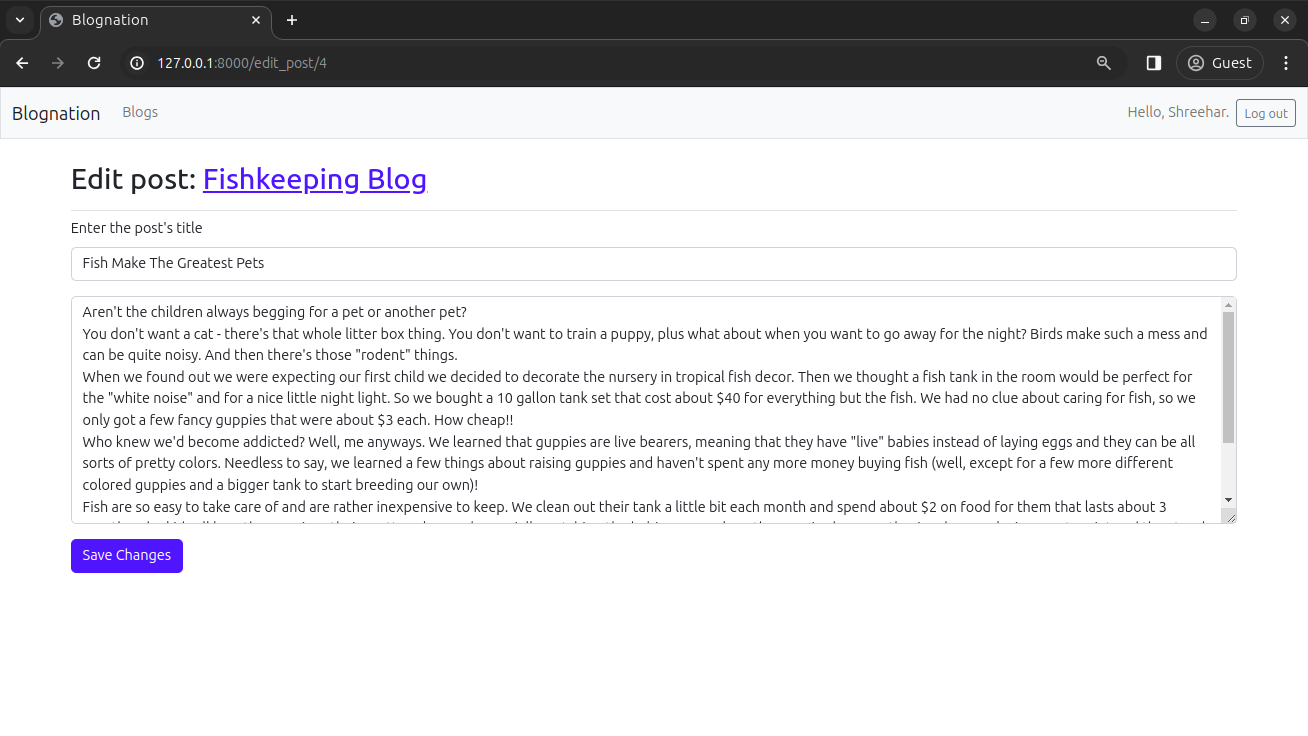 Blognation
127.0.0.1:8000/edit_post/4
Guest
Blognation Blogs Hello, Shreehar. Log out
Edit post: Fishkeeping Blog
Enter the post's title
Fish Make The Greatest Pets
Aren't the children always begging for a pet or another pet?
You don't want a cat - there's that whole litter box thing. You don't want to train a puppy, plus what about when you want to go away for the night? Birds make such a mess and
can be quite noisy. And then there's those "rodent" things.
When we found out we were expecting our first child we decided to decorate the nursery in tropical fish decor. Then we thought a fish tank in the room would be perfect for
the "white noise" and for a nice little night light. So we bought a 10 gallon tank set that cost about $40 for everything but the fish. We had no clue about caring for fish, so we
only got a few fancy guppies that were about $3 each. How cheap!!
Who knew we'd become addicted? Well, me anyways. We learned that guppies are live bearers, meaning that they have "live" babies instead of laying eggs and they can be all
sorts of pretty colors. Needless to say, we learned a few things about raising guppies and haven't spent any more money buying fish (well, except for a few more different
colored guppies and a bigger tank to start breeding our own)!
Fish are so easy to take care of and are rather inexpensive to keep. We clean out their tank a little bit each month and spend about $2 on food for them that lasts about 3
Save Changes